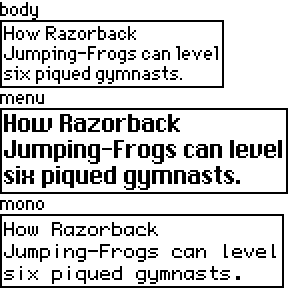 body
How Razorback
Jumping-Frogs can level
six piqued gymnasts.
menu
How Razorback
Jumping-Frogs can level
six piqued gymnasts.
mono
How Razorback
Jumping-Frogs can level
six piqued gymnasts.